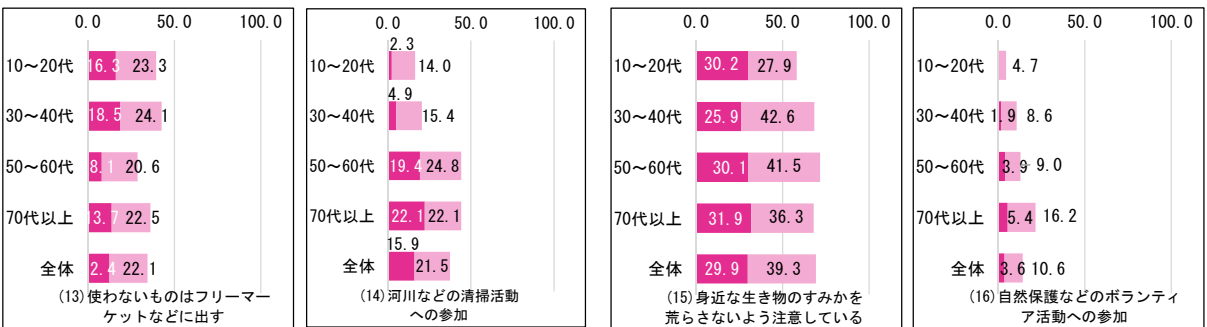 0.0 50.0 100.0
10～20代 16.3 23.3
30～40代 18.5 24.1
50～60代 8.1 20.6
70代以上 13.7 22.5
全体 12.4 22.1
(13)使わないものはフリーマー
ケットなどに出す
0.0 50.0 100.0
10～20代 2.3 14.0
30～40代 4.9 15.4
50～60代 19.4 24.8
70代以上 22.1 22.1
全体 15.9 21.5
(14)河川などの清掃活動
への参加
0.0 50.0 100.0
10～20代 30.2 27.9
30～40代 25.9 42.6
50～60代 30.1 41.5
70代以上 31.9 36.3
全体 29.9 39.3
(15)身近な生き物のすみかを
荒らさないよう注意している
0.0 50.0 100.0
10～20代 4.7
30～40代 1.9 8.6
50～60代 3.9 9.0
70代以上 5.4 16.2
全体 3.6 10.6
(16)自然保護などのボランティ
ア活動への参加